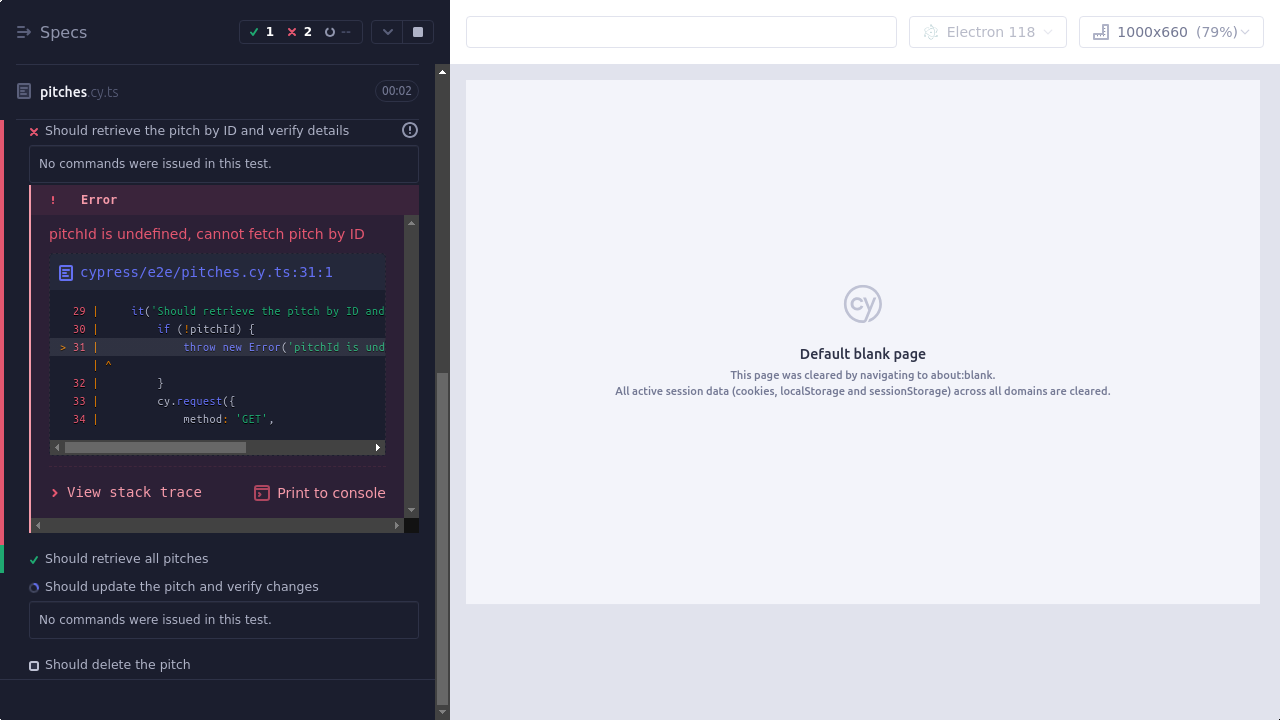 Specs
1
2
--
Electron 118
1000x660 (79%)
pitches.cy.ts
00:02
Should retrieve the pitch by ID and verify details
No commands were issued in this test.
! Error
pitchId is undefined, cannot fetch pitch by ID
cypress/e2e/pitches.cy.ts:31:1
29 | it('Should retrieve the pitch by ID and
30 | if (!pitchId) {
> 31 | throw new Error('pitchId is und
| ^
32 | }
33 | cy.request({
34 | method: 'GET',
View stack trace
Print to console
Should retrieve all pitches
Should update the pitch and verify changes
No commands were issued in this test.
Should delete the pitch
cy
Default blank page
This page was cleared by navigating to about:blank.
All active session data (cookies, localStorage and sessionStorage) across all domains are cleared.